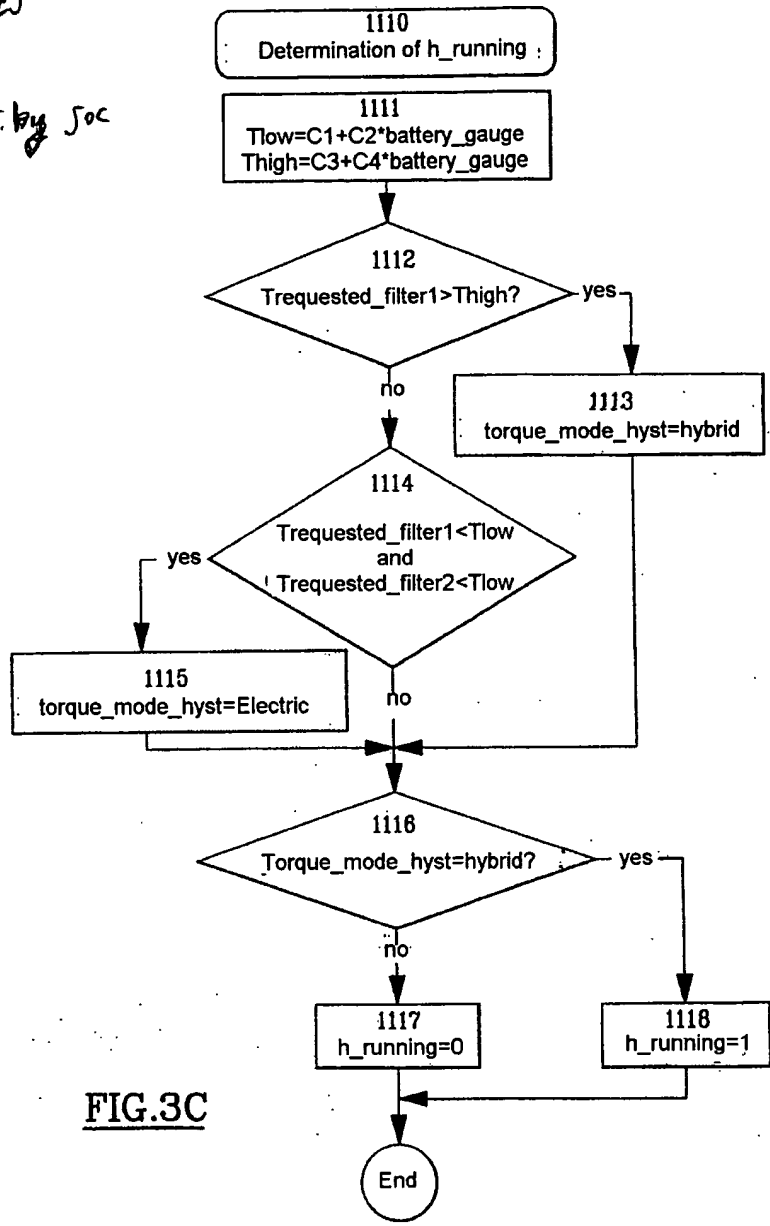 by soc
1110
Determination of h_running
1111
Tlow=C1+C2*battery_gauge
Thigh=C3+C4*battery_gauge
1112
Trequested_filter1>Thigh?
yes
no
1113
torque_mode_hyst=hybrid
1114
Trequested_filter1<Tlow
and
Trequested_filter2<Tlow
yes
no
1115
torque_mode_hyst=Electric
1116
Torque_mode_hyst=hybrid?
yes
no
1117
h_running=0
1118
h_running=1
FIG.3C
End